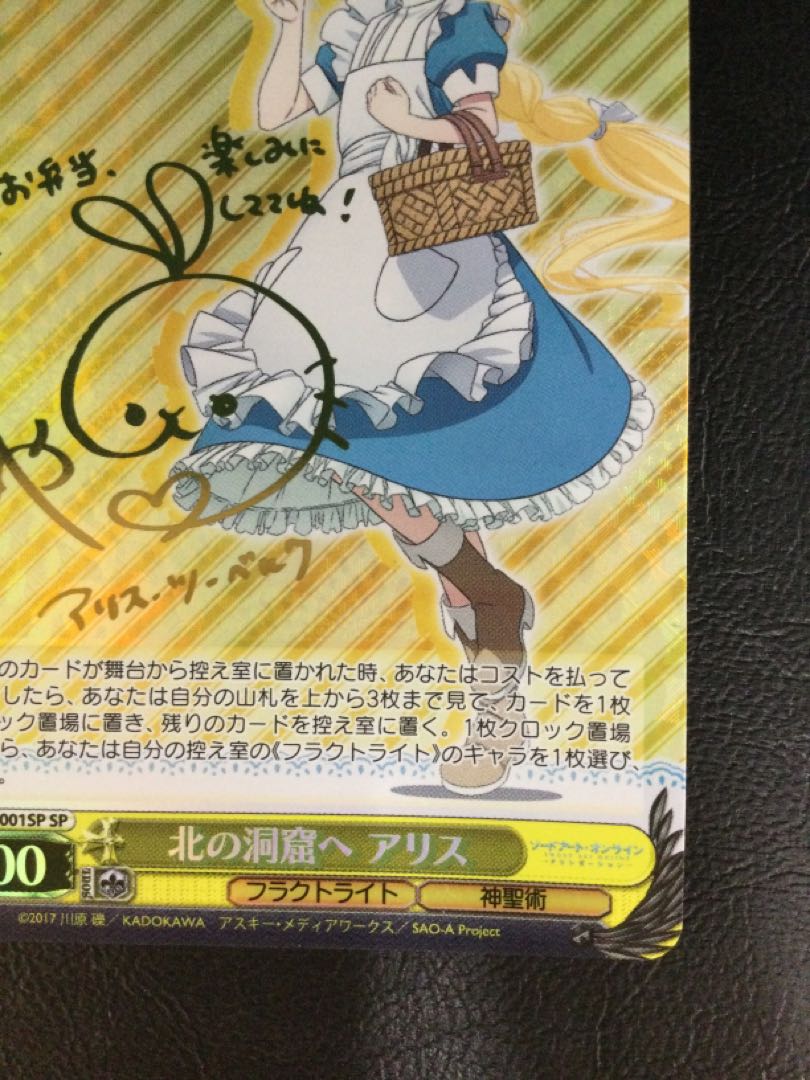 お弁当、
楽しみに
しててね!
アリス・ツーベルク
のカードが舞台から控え室に置かれた時、あなたはコストを払って
したら、あなたは自分の山札を上から3枚まで見て、カードを1枚
ック置場に置き、残りのカードを控え室に置く。1枚クロック置場
ら、あなたは自分の控え室の《フラクトライト》のキャラを1枚選び、
。
001SP SP
00
SOUL
北の洞窟へ アリス
ソードアート・オンライン
フラクトライト
神聖術
©2017 川原 礫/KADOKAWA アスキー・メディアワークス/SAO-A Project